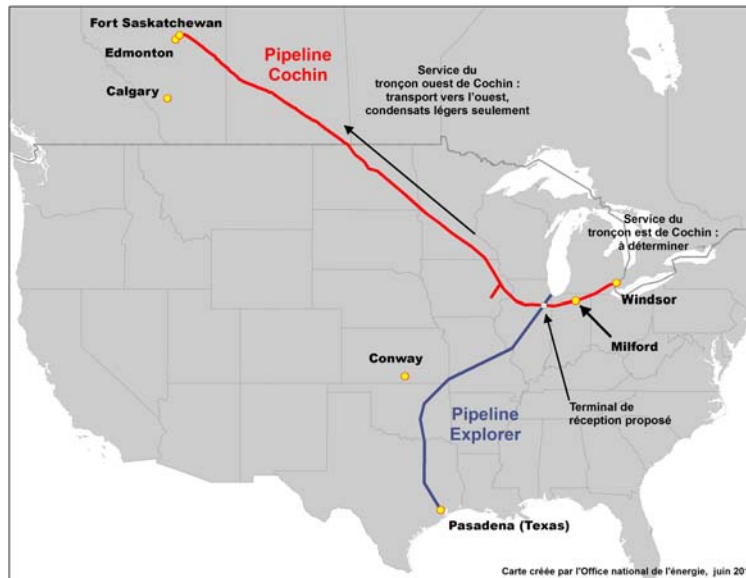 Fort Saskatchewan
Edmonton
Calgary
Pipeline
Cochin
Service du
tronçon ouest de Cochin :
transport vers l'ouest,
condensats légers seulement
Service du
tronçon est de Cochin :
à déterminer
Windsor
Milford
Conway
Terminal de
réception proposé
Pipeline
Explorer
Pasadena (Texas)
Carte créée par l'Office national de l'énergie, juin